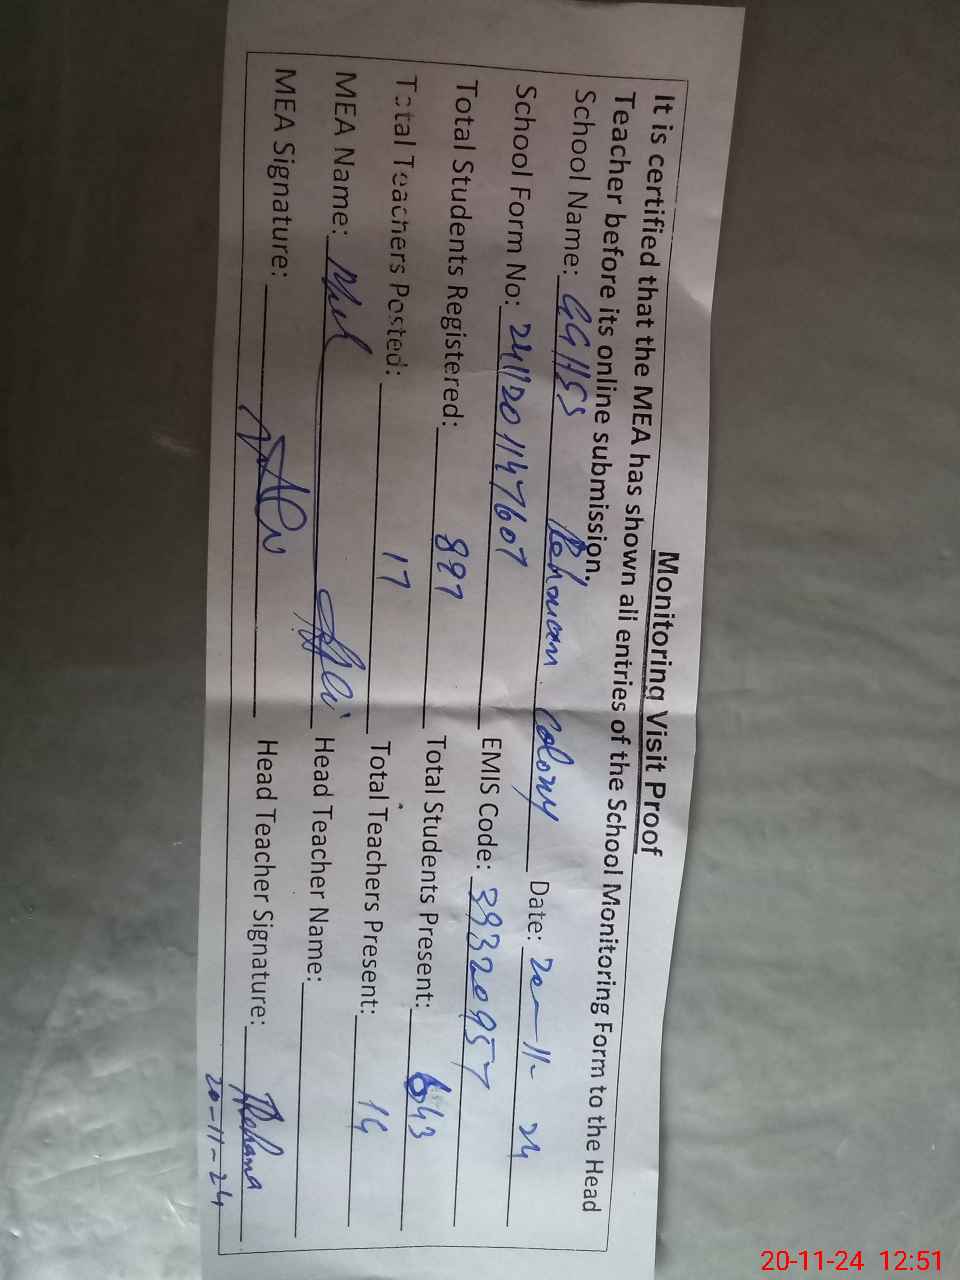 Monitoring Visit Proof
It is certified that the MEA has shown all entries of the School Monitoring Form to the Head
Teacher before its online submission.
School Name: GGHSS Rehman Colony Date: 20-11-24
School Form No: EMIS Code: 39320957
Total Students Registered: 897 Total Students Present: 643
Total Teachers Posted: 17 Total Teachers Present: 14
MEA Name: Head Teacher Name:
MEA Signature: Head Teacher Signature: Rehana
20-11-24
20-11-24 12:51